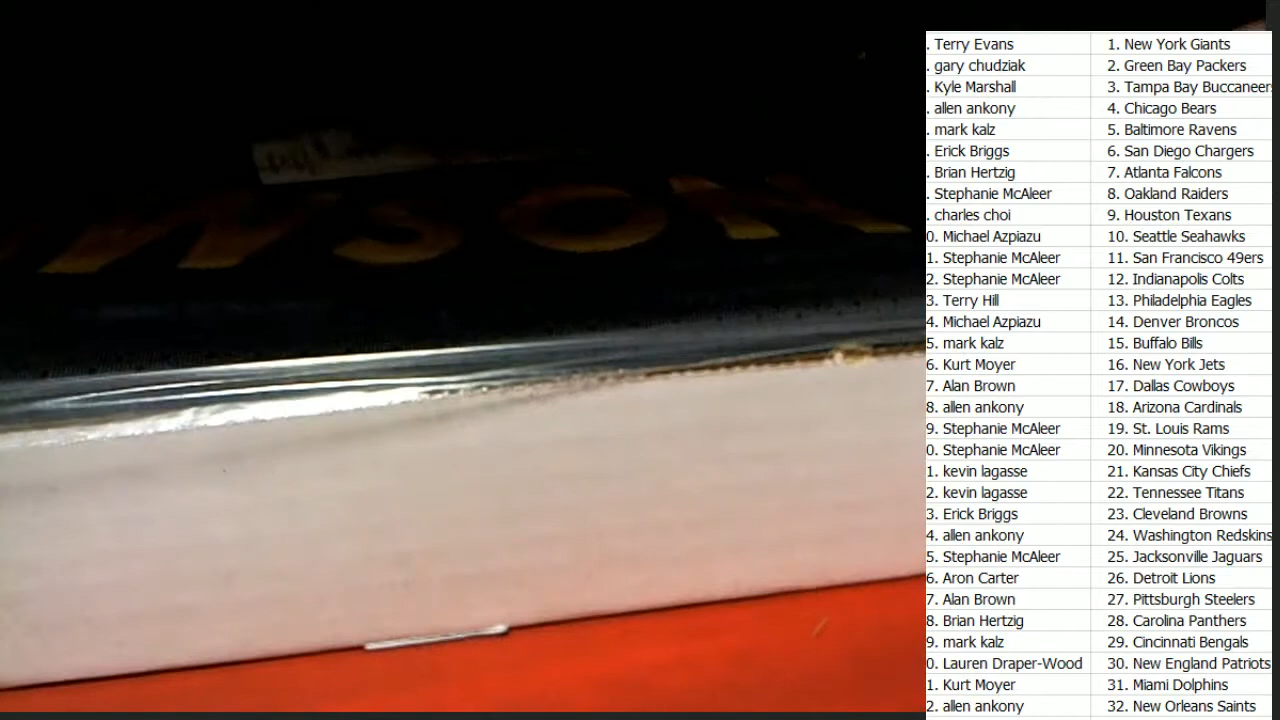 MSON
. Terry Evans 1. New York Giants
. gary chudziak 2. Green Bay Packers
. Kyle Marshall 3. Tampa Bay Buccaneer
. allen ankony 4. Chicago Bears
. mark kalz 5. Baltimore Ravens
. Erick Briggs 6. San Diego Chargers
. Brian Hertzig 7. Atlanta Falcons
. Stephanie McAleer 8. Oakland Raiders
. charles choi 9. Houston Texans
0. Michael Azpiazu 10. Seattle Seahawks
1. Stephanie McAleer 11. San Francisco 49ers
2. Stephanie McAleer 12. Indianapolis Colts
3. Terry Hill 13. Philadelphia Eagles
4. Michael Azpiazu 14. Denver Broncos
5. mark kalz 15. Buffalo Bills
6. Kurt Moyer 16. New York Jets
7. Alan Brown 17. Dallas Cowboys
8. allen ankony 18. Arizona Cardinals
9. Stephanie McAleer 19. St. Louis Rams
0. Stephanie McAleer 20. Minnesota Vikings
1. kevin lagasse 21. Kansas City Chiefs
2. kevin lagasse 22. Tennessee Titans
3. Erick Briggs 23. Cleveland Browns
4. allen ankony 24. Washington Redskins
5. Stephanie McAleer 25. Jacksonville Jaguars
6. Aron Carter 26. Detroit Lions
7. Alan Brown 27. Pittsburgh Steelers
8. Brian Hertzig 28. Carolina Panthers
9. mark kalz 29. Cincinnati Bengals
0. Lauren Draper-Wood 30. New England Patriots
1. Kurt Moyer 31. Miami Dolphins
2. allen ankony 32. New Orleans Saints